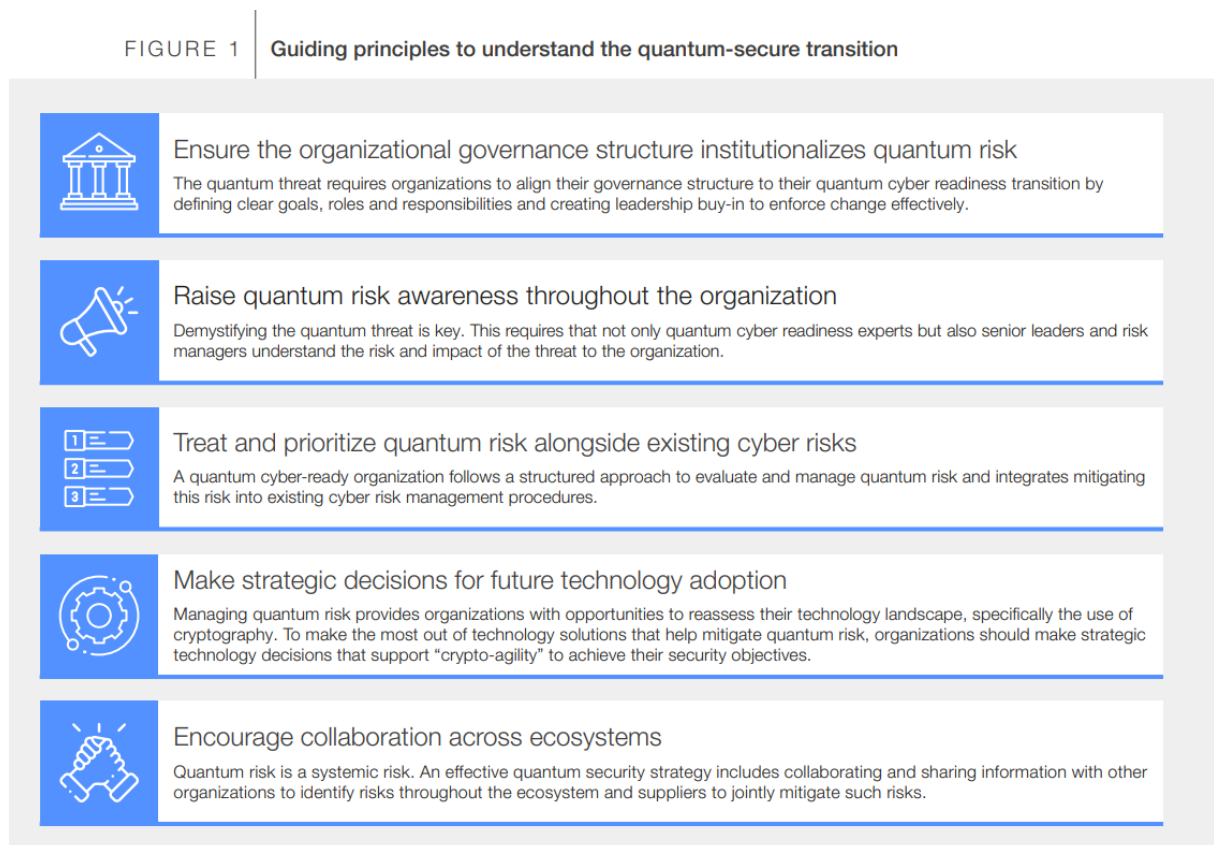 FIGURE 1
Guiding principles to understand the quantum-secure transition
Ensure the organizational governance structure institutionalizes quantum risk
The quantum threat requires organizations to align their governance structure to their quantum cyber readiness transition by
defining clear goals, roles and responsibilities and creating leadership buy-in to enforce change effectively.
Raise quantum risk awareness throughout the organization
Demystifying the quantum threat is key. This requires that not only quantum cyber readiness experts but also senior leaders and risk
managers understand the risk and impact of the threat to the organization.
1
2
3
Treat and prioritize quantum risk alongside existing cyber risks
A quantum cyber-ready organization follows a structured approach to evaluate and manage quantum risk and integrates mitigating
this risk into existing cyber risk management procedures.
Make strategic decisions for future technology adoption
Managing quantum risk provides organizations with opportunities to reassess their technology landscape, specifically the use of
cryptography. To make the most out of technology solutions that help mitigate quantum risk, organizations should make strategic
technology decisions that support “crypto-agility” to achieve their security objectives.
Encourage collaboration across ecosystems
Quantum risk is a systemic risk. An effective quantum security strategy includes collaborating and sharing information with other
organizations to identify risks throughout the ecosystem and suppliers to jointly mitigate such risks.